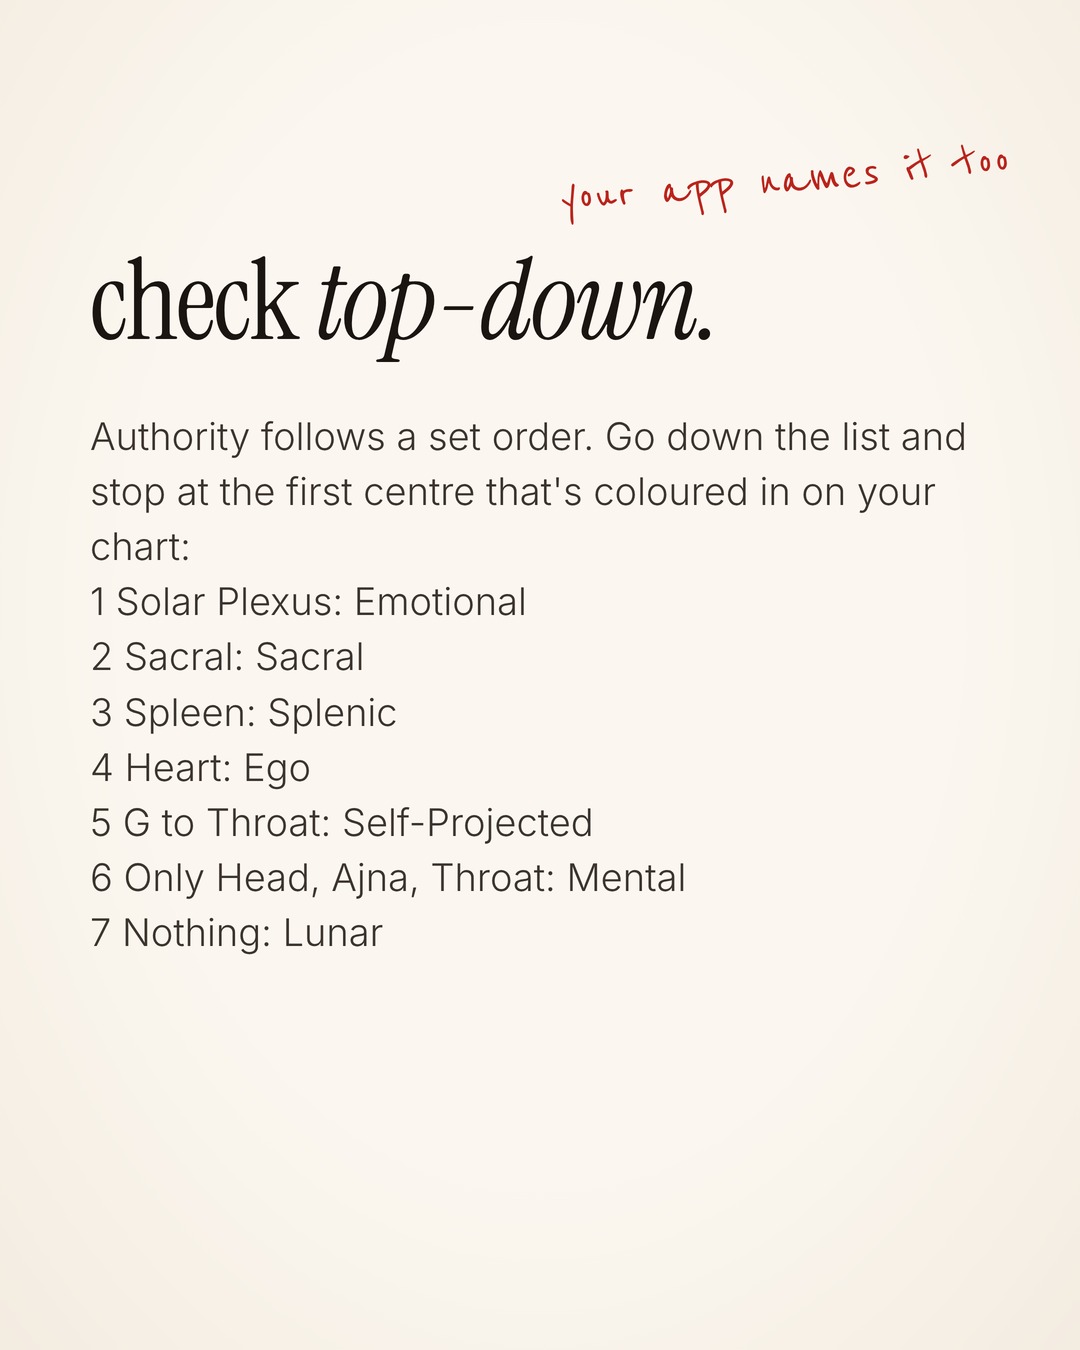 your app names it too
check top-down.
Authority follows a set order. Go down the list and
stop at the first centre that's coloured in on your
chart:
1 Solar Plexus: Emotional
2 Sacral: Sacral
3 Spleen: Splenic
4 Heart: Ego
5 G to Throat: Self-Projected
6 Only Head, Ajna, Throat: Mental
7 Nothing: Lunar